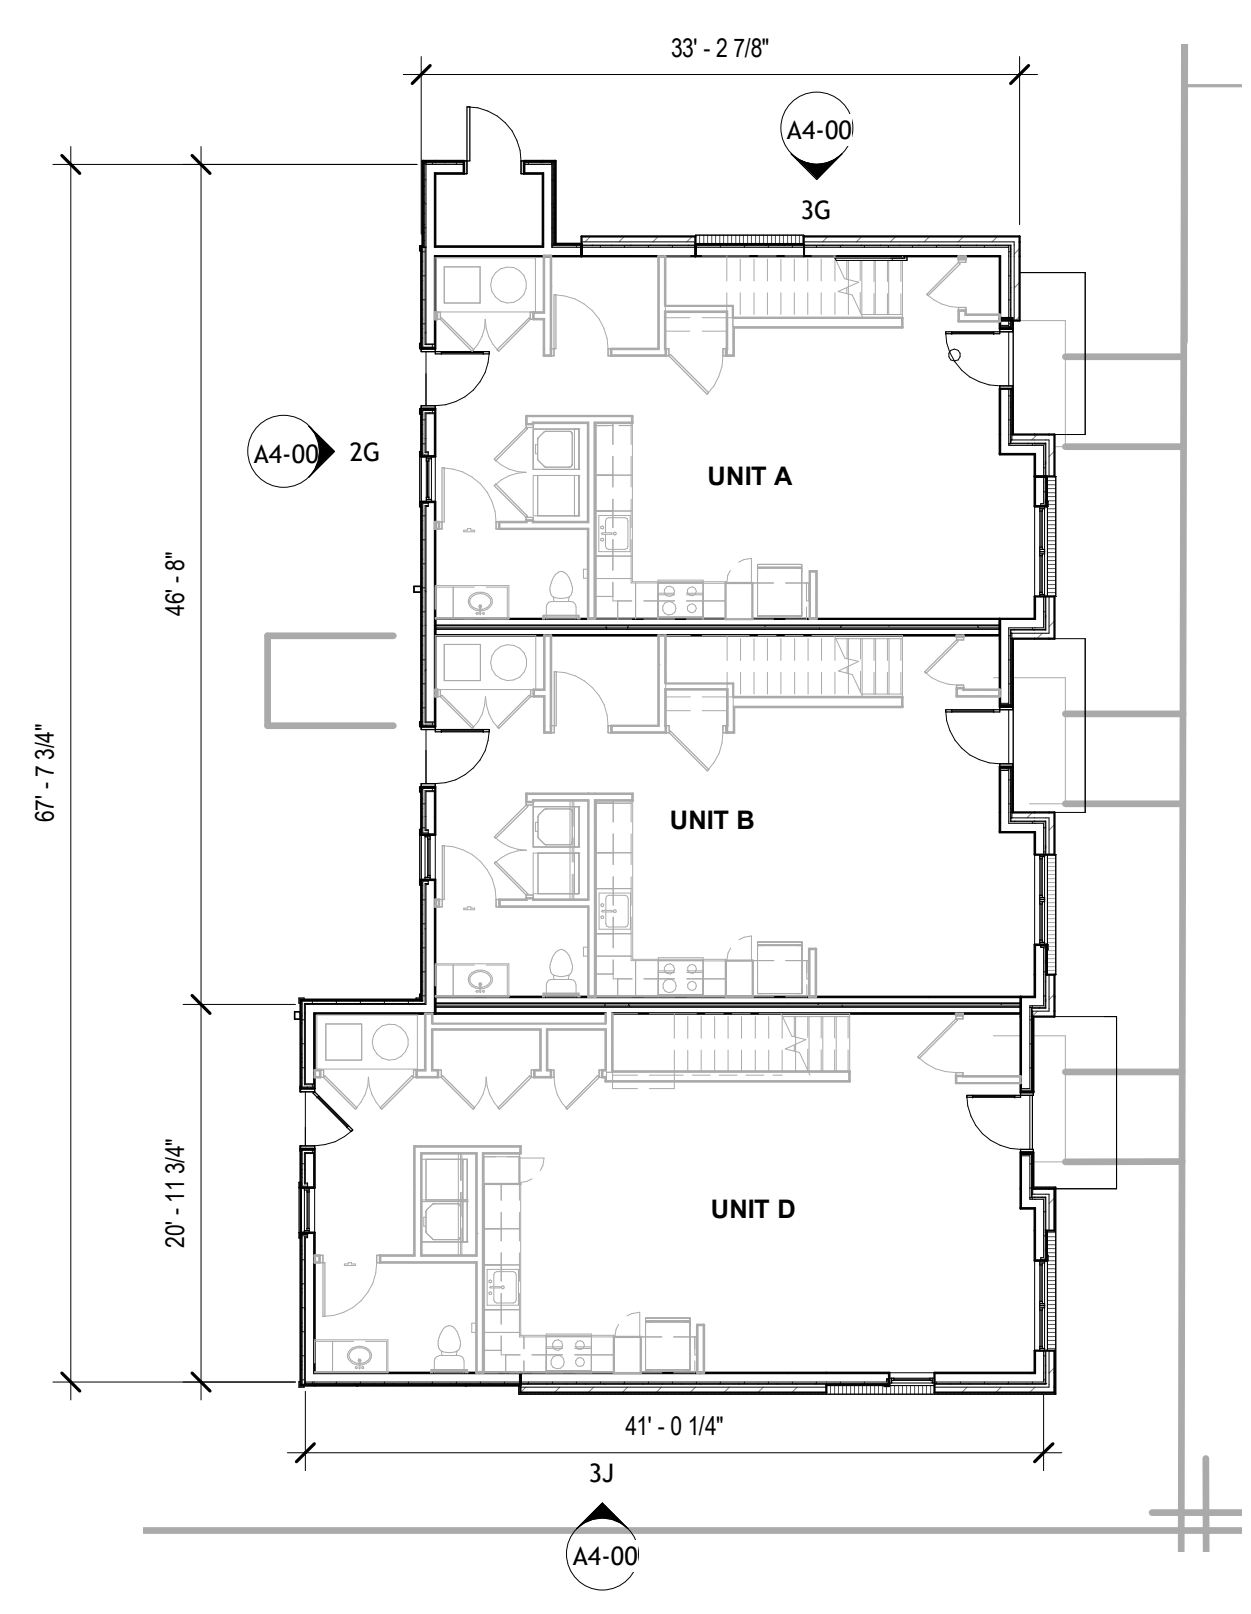 33' - 2 7/8"
A4-00
3G
A4-00 2G
UNIT A
46' - 8"
67' - 7 3/4"
UNIT B
20' - 11 3/4"
UNIT D
41' - 0 1/4"
3J
A4-00